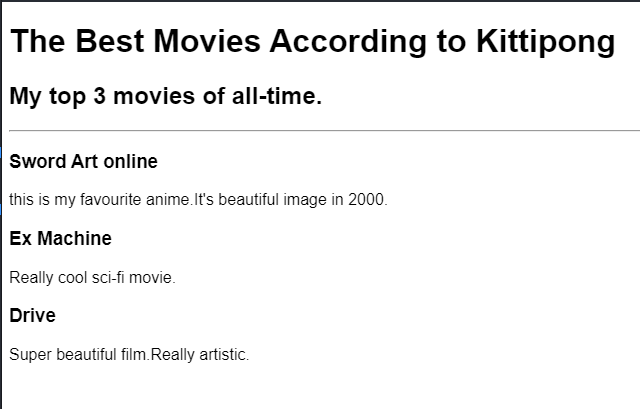 The Best Movies According to Kittipong
My top 3 movies of all-time.
Sword Art online
this is my favourite anime.It's beautiful image in 2000.
Ex Machine
Really cool sci-fi movie.
Drive
Super beautiful film.Really artistic.